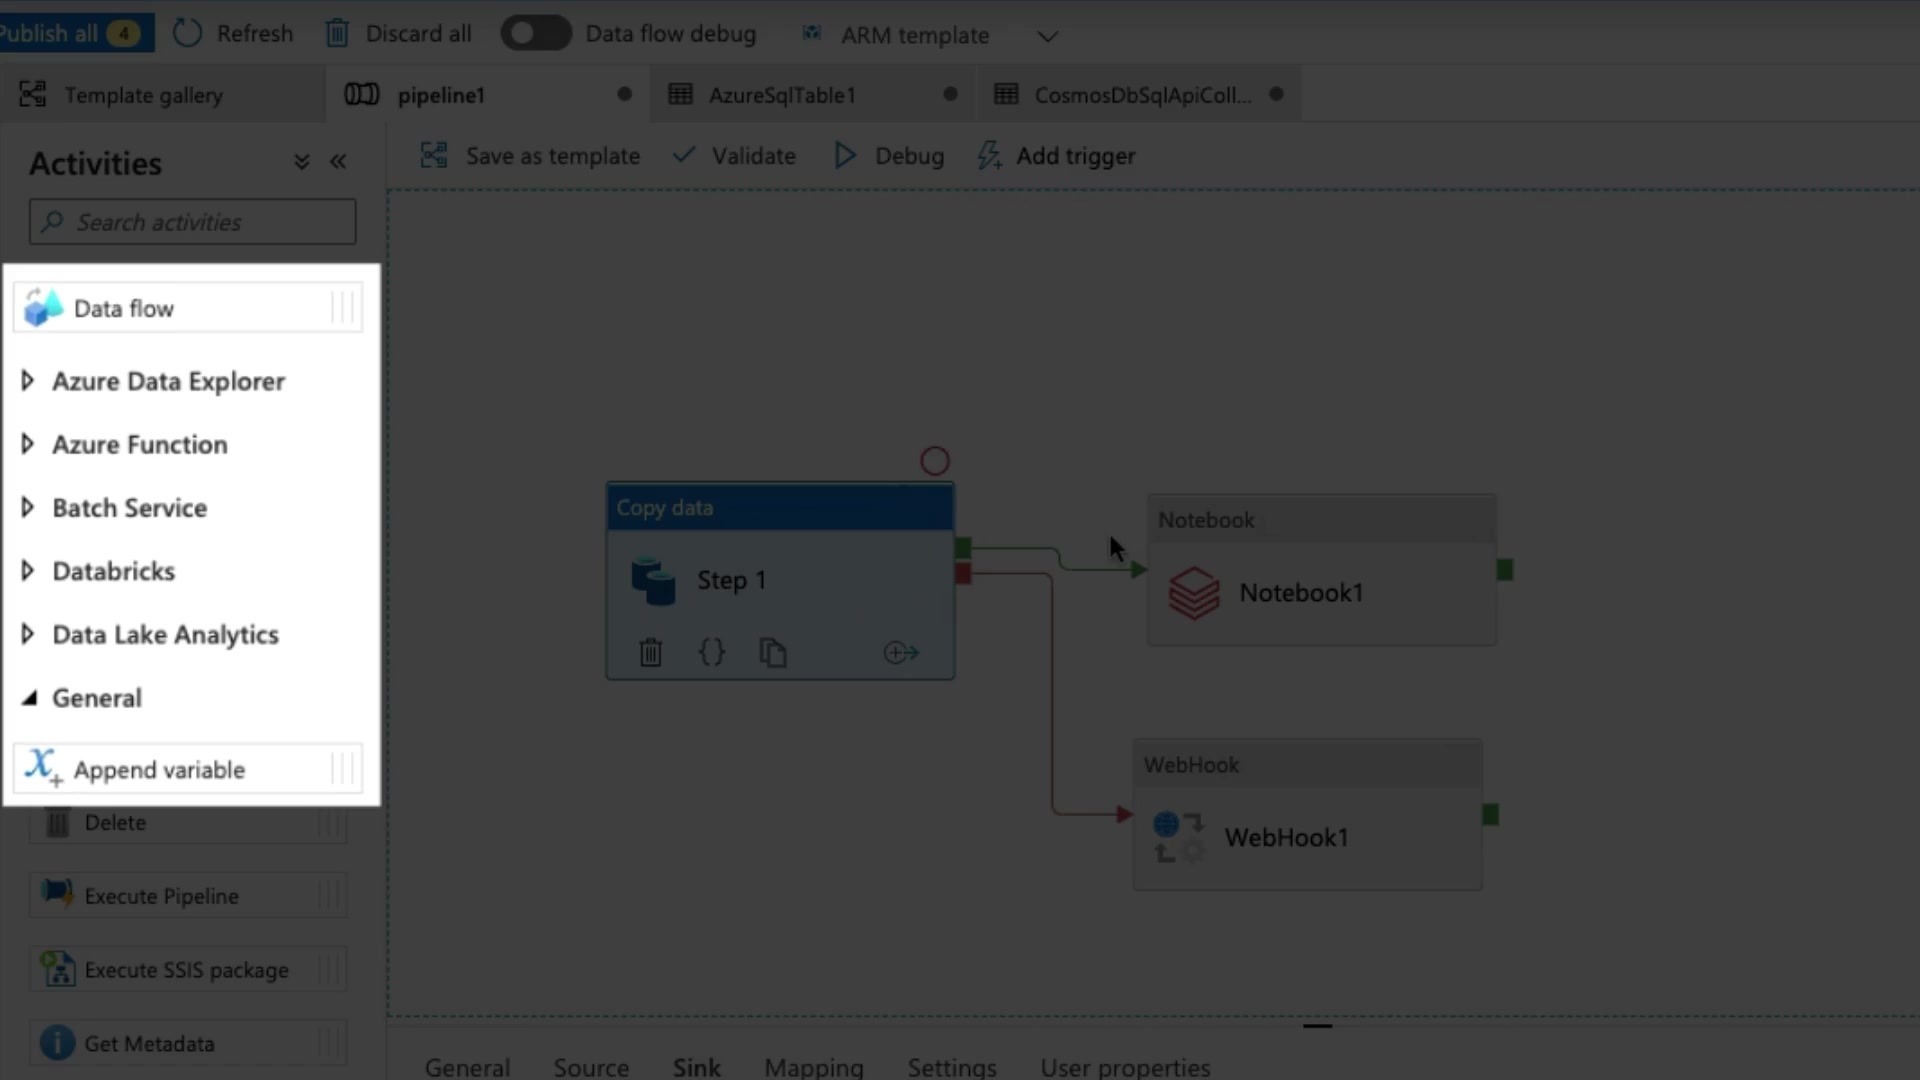 Publish all 4 Refresh Discard all Data flow debug ARM template
Template gallery pipeline1 AzureSqlTable1 CosmosDbSqlApiColl...
Activities
Search activities
Save as template Validate Debug Add trigger
Data flow
Azure Data Explorer
Azure Function
Batch Service
Databricks
Data Lake Analytics
General
Append variable
Delete
Execute Pipeline
Execute SSIS package
Get Metadata
Copy data
Step 1
Notebook
Notebook1
WebHook
WebHook1
General Source Sink Mapping Settings User properties